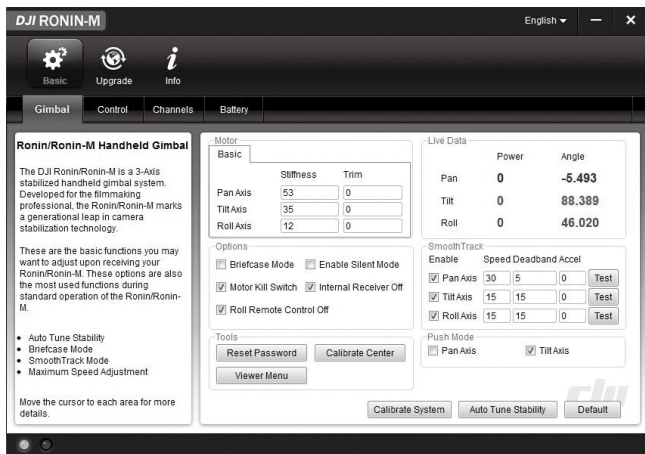 DJI RONIN-M
English
Basic
Upgrade
Info
Gimbal
Control
Channels
Battery
Ronin/Ronin-M Handheld Gimbal
The DJI Ronin/Ronin-M is a 3-Axis
stabilized handheld gimbal system.
Developed for the filmmaking
professional, the Ronin/Ronin-M marks
a generational leap in camera
stabilization technology.
These are the basic functions you may
want to adjust upon receiving your
Ronin/Ronin-M. These options are also
the most used functions during
standard operation of the Ronin/Ronin-
M.
• Auto Tune Stability
• Briefcase Mode
• SmoothTrack Mode
• Maximum Speed Adjustment
Move the cursor to each area for more
details.
Motor
Basic
Stiffness Trim
Pan Axis 53 0
Tilt Axis 35 0
Roll Axis 12 0
Options
Briefcase Mode Enable Silent Mode
Motor Kill Switch Internal Receiver Off
Roll Remote Control Off
Tools
Reset Password Calibrate Center
Viewer Menu
Live Data
Power Angle
Pan 0 -5.493
Tilt 0 88.389
Roll 0 46.020
SmoothTrack
Enable Speed Deadband Accel
Pan Axis 30 5 0 Test
Tilt Axis 15 15 0 Test
Roll Axis 15 15 0 Test
Push Mode
Pan Axis Tilt Axis
Calibrate System Auto Tune Stability Default
dji